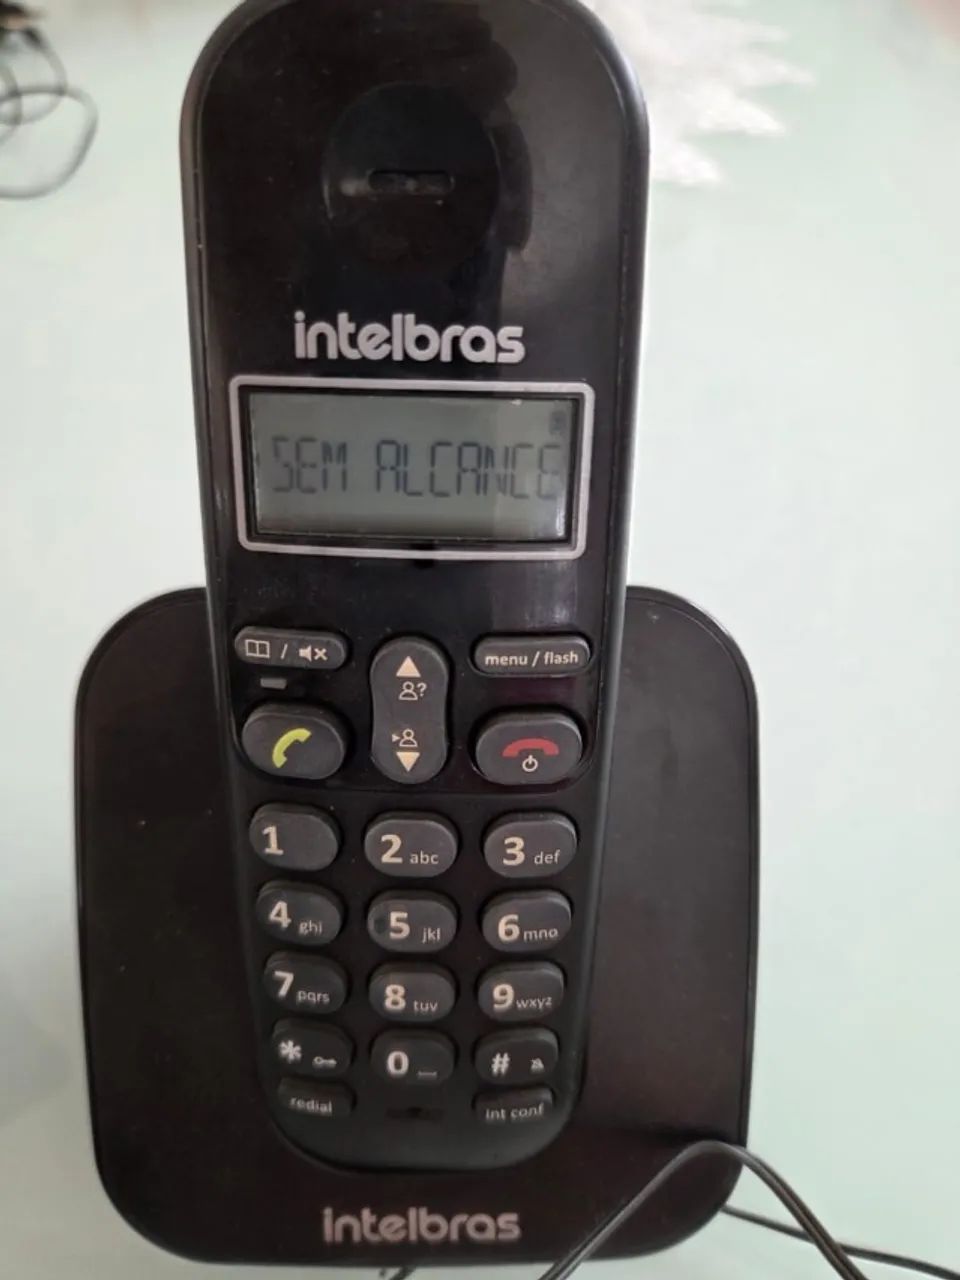 intelbras
SEM ALCANCE
/
menu / flash
?
1
2 abc
3 def
4 ghi
5 jkl
6 mno
7 pqrs
8 tuv
9 wxyz
*
0
#
redial
int conf
intelbras